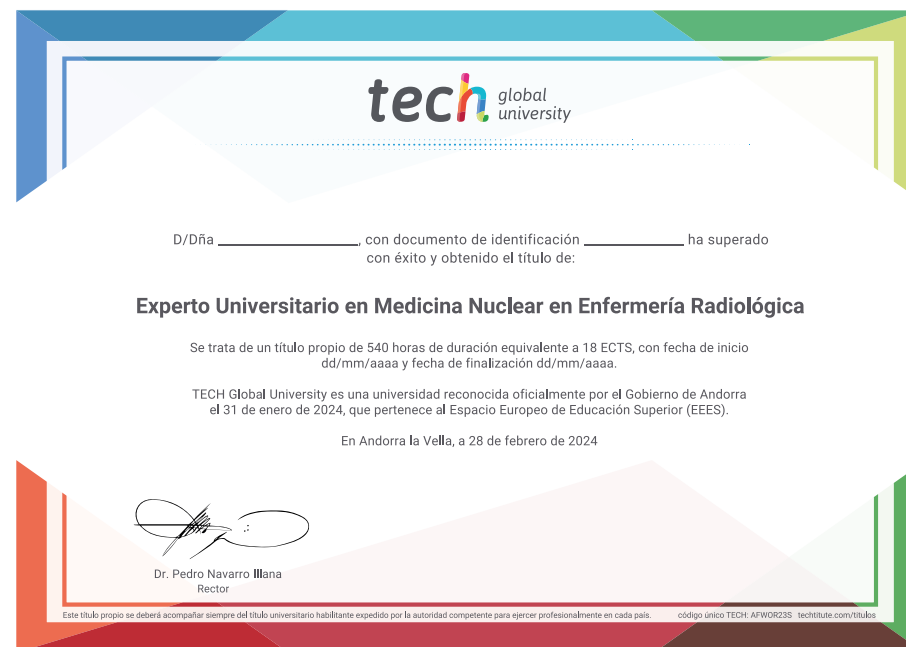 tech global university
D/Dña ______________, con documento de identificación __________ ha superado
con éxito y obtenido el título de:
Experto Universitario en Medicina Nuclear en Enfermería Radiológica
Se trata de un título propio de 540 horas de duración equivalente a 18 ECTS, con fecha de inicio
dd/mm/aaaa y fecha de finalización dd/mm/aaaa.
TECH Global University es una universidad reconocida oficialmente por el Gobierno de Andorra
el 31 de enero de 2024, que pertenece al Espacio Europeo de Educación Superior (EEES).
En Andorra la Vella, a 28 de febrero de 2024
Dr. Pedro Navarro Illana
Rector
Este título propio se deberá acompañar siempre del título universitario habilitante expedido por la autoridad competente para ejercer profesionalmente en cada país. código único TECH: AFWOR23S techtitute.com/titulos